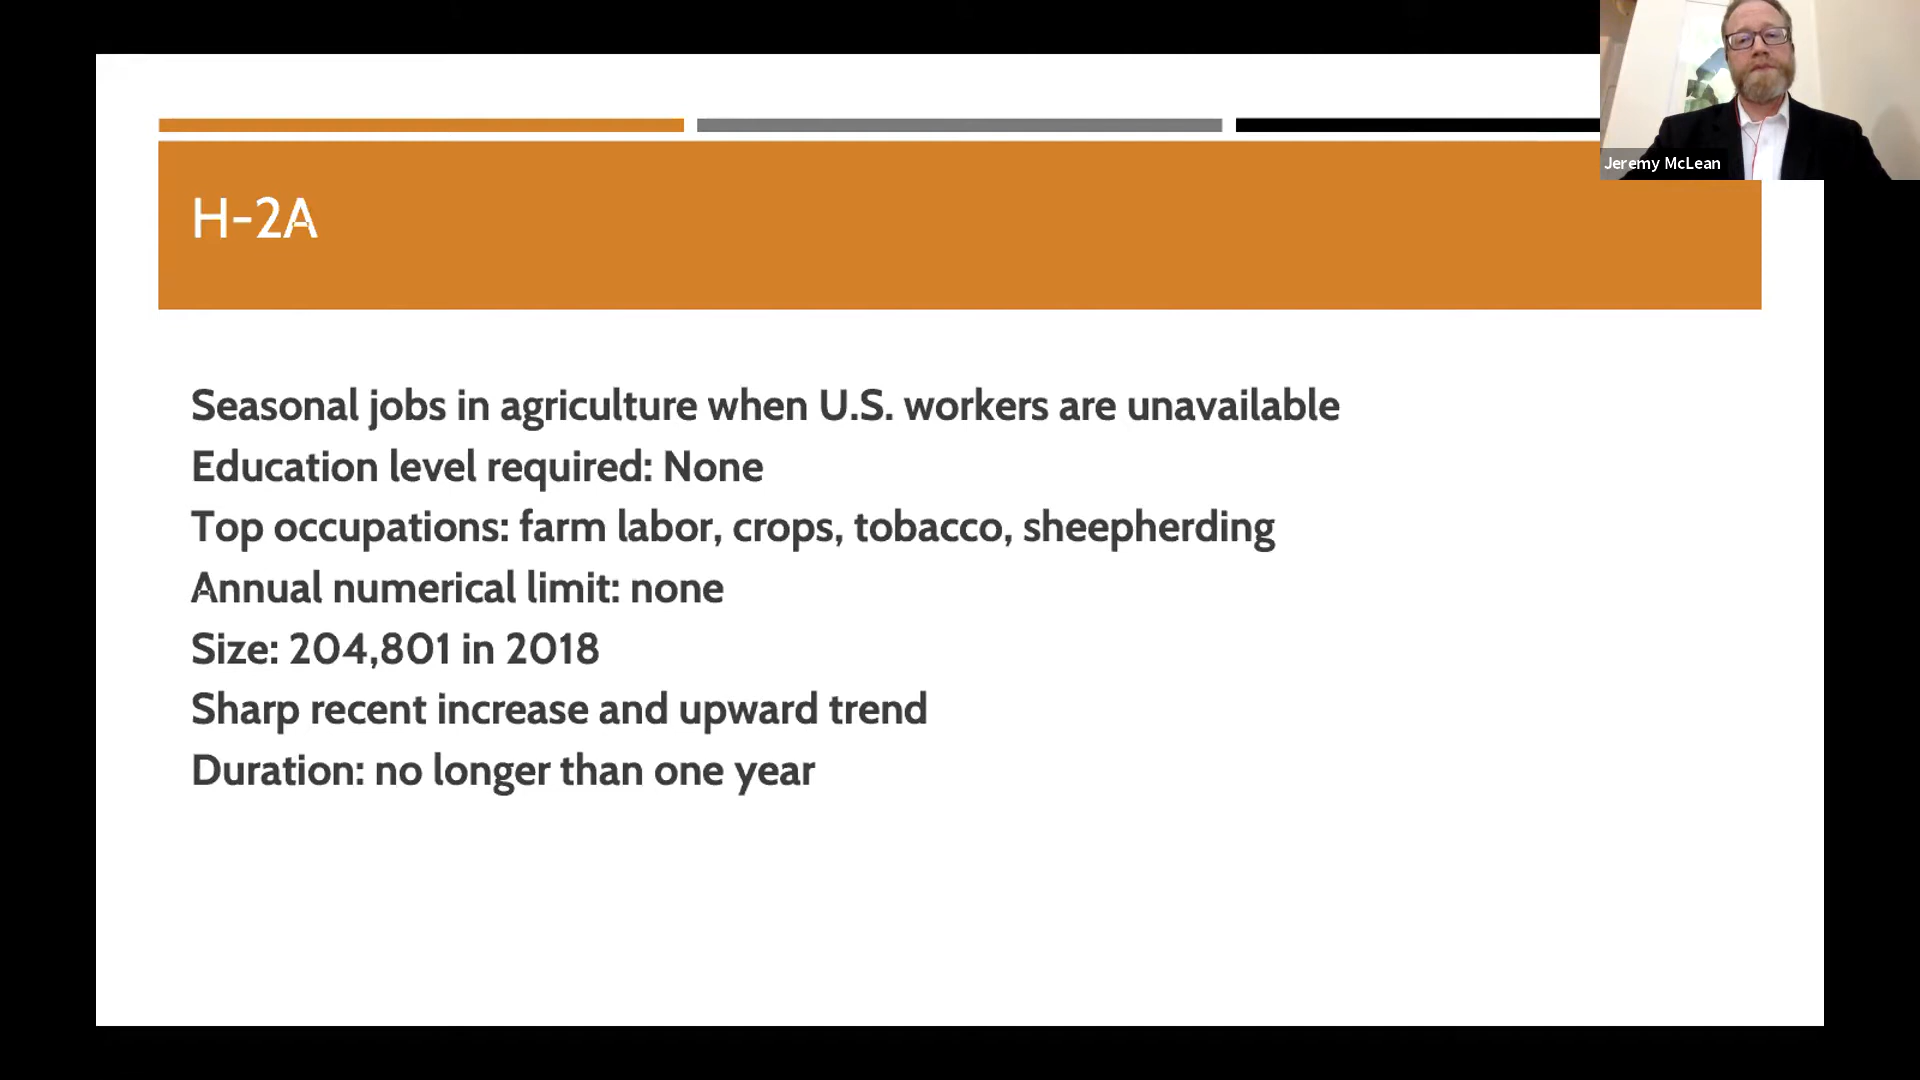 Jeremy McLean
H-2A
Seasonal jobs in agriculture when U.S. workers are unavailable
Education level required: None
Top occupations: farm labor, crops, tobacco, sheepherding
Annual numerical limit: none
Size: 204,801 in 2018
Sharp recent increase and upward trend
Duration: no longer than one year